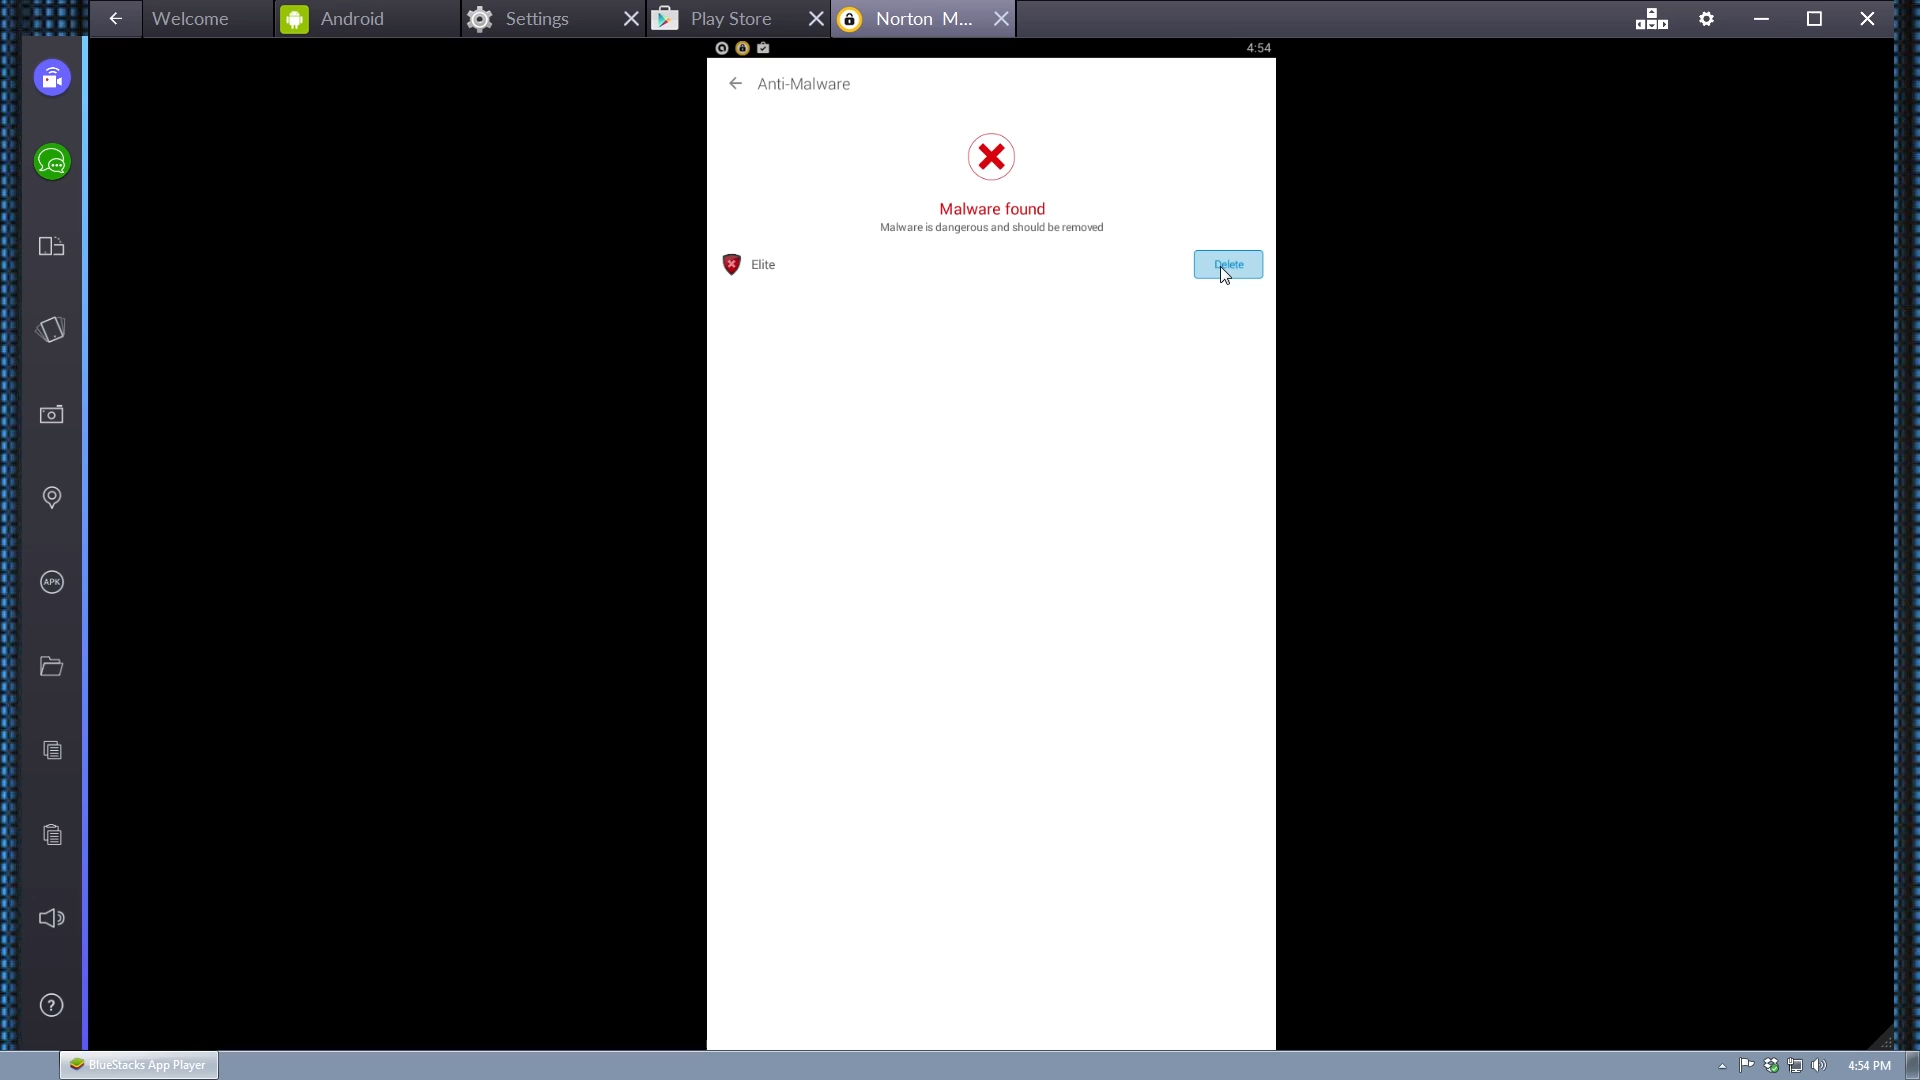 Welcome
Android
Settings
Play Store
Norton M...
4:54
Anti-Malware
Malware found
Malware is dangerous and should be removed
Elite
Delete
APK
BlueStacks App Player
4:54 PM